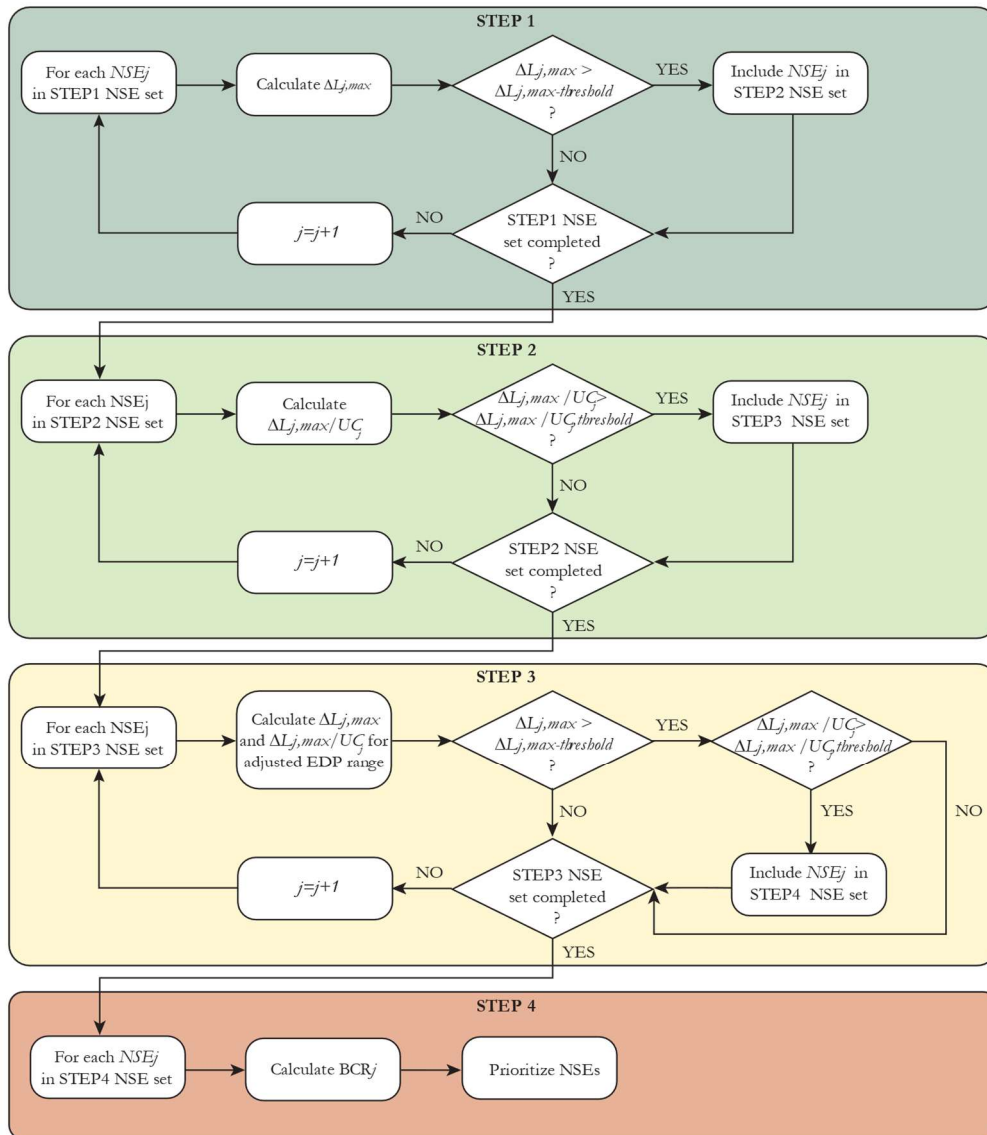 STEP 1
For each NSEj
in STEP1 NSE set
Calculate ΔLj,max
ΔLj,max >
ΔLj,max-threshold
?
YES
Include NSEj in
STEP2 NSE set
NO
j=j+1
NO
STEP1 NSE
set completed
?
YES
STEP 2
For each NSEj
in STEP2 NSE set
Calculate
ΔLj,max/UCj
ΔLj,max /UCj>
ΔLj,max /UCj,threshold
?
YES
Include NSEj in
STEP3 NSE set
NO
j=j+1
NO
STEP2 NSE
set completed
?
YES
STEP 3
For each NSEj
in STEP3 NSE set
Calculate ΔLj,max
and ΔLj,max/UCj for
adjusted EDP range
ΔLj,max >
ΔLj,max-threshold
?
YES
ΔLj,max /UCj>
ΔLj,max /UCj,threshold
?
NO
YES
NO
j=j+1
NO
STEP3 NSE
set completed
?
Include NSEj in
STEP4 NSE set
YES
STEP 4
For each NSEj
in STEP4 NSE set
Calculate BCRj
Prioritize NSEs